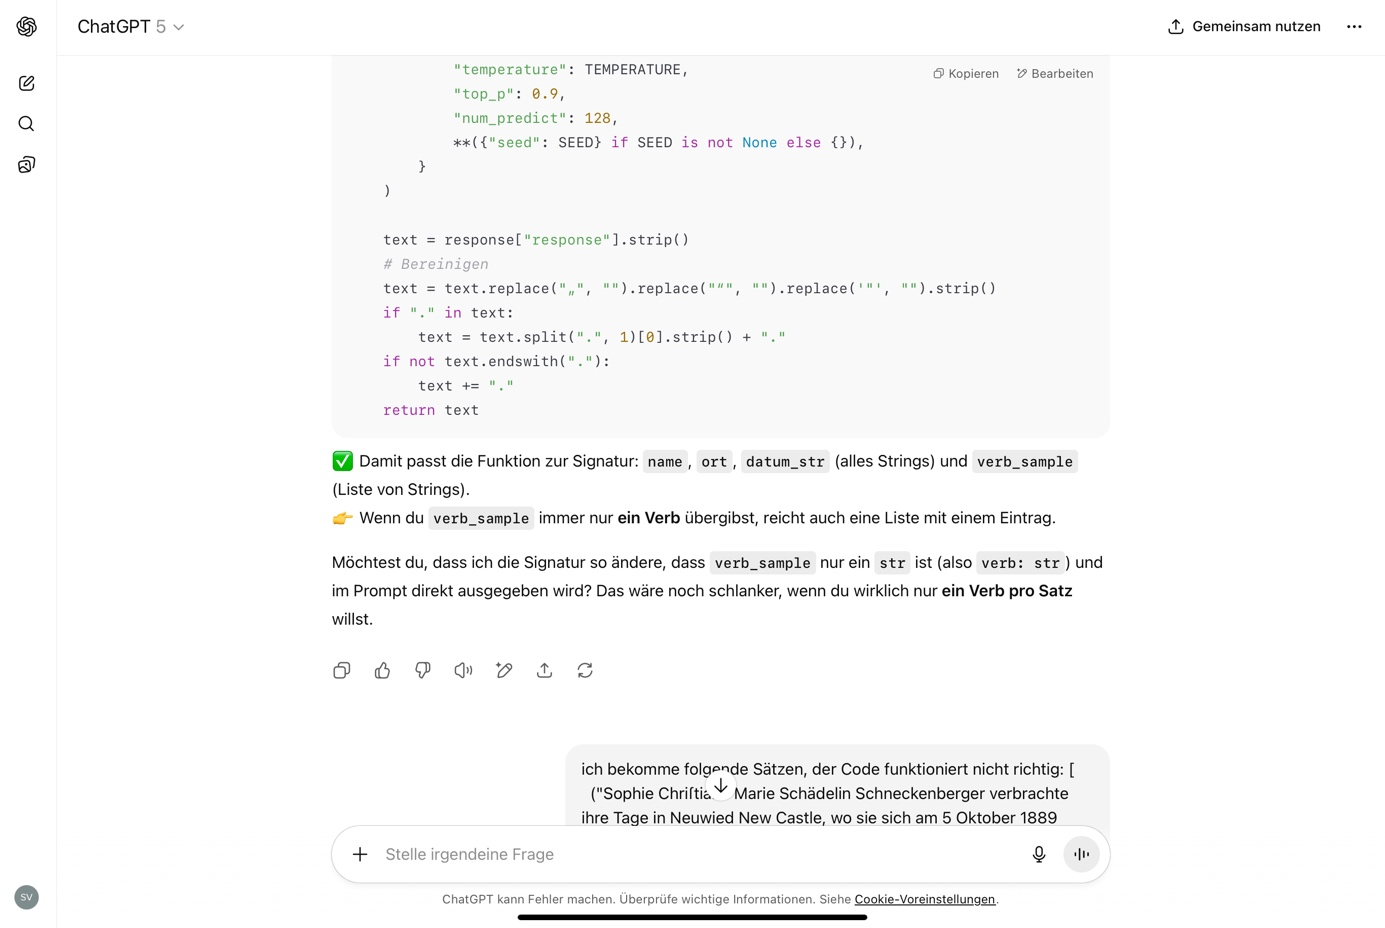 ChatGPT 5
Gemeinsam nutzen
"temperature": TEMPERATURE,
Kopieren
Bearbeiten
"top_p": 0.9,
"num_predict": 128,
**({"seed": SEED} if SEED is not None else {}),
}
)
text = response["response"].strip()
# Bereinigen
text = text.replace("„", "").replace("“", "").replace('"', "").strip()
if "." in text:
text = text.split(".", 1)[0].strip() + "."
if not text.endswith("."):
text += "."
return text
✅ Damit passt die Funktion zur Signatur: name, ort, datum_str (alles Strings) und verb_sample
(Liste von Strings).
👉 Wenn du verb_sample immer nur ein Verb übergibst, reicht auch eine Liste mit einem Eintrag.
Möchtest du, dass ich die Signatur so ändere, dass verb_sample nur ein str ist (also verb: str) und
im Prompt direkt ausgegeben wird? Das wäre noch schlanker, wenn du wirklich nur ein Verb pro Satz
willst.
ich bekomme folgende Sätzen, der Code funktioniert nicht richtig: [
("Sophie Marie Schädelin Schneckenberger verbrachte
ihre Tage in Neuwied New Castle, wo sie sich am 5 Oktober 1889
Stelle irgendeine Frage
SV
ChatGPT kann Fehler machen. Überprüfe wichtige Informationen. Siehe Cookie-Voreinstellungen.